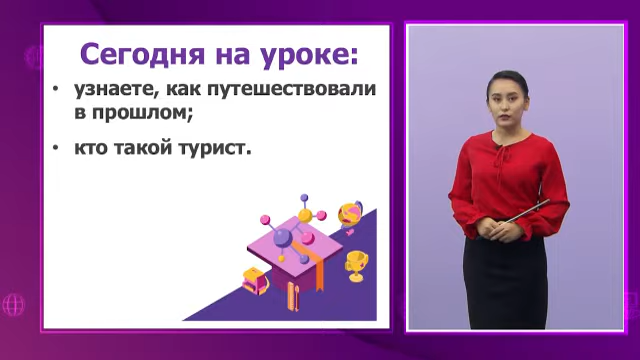 Сегодня на уроке:
• узнаете, как путешествовали
в прошлом;
• кто такой турист.